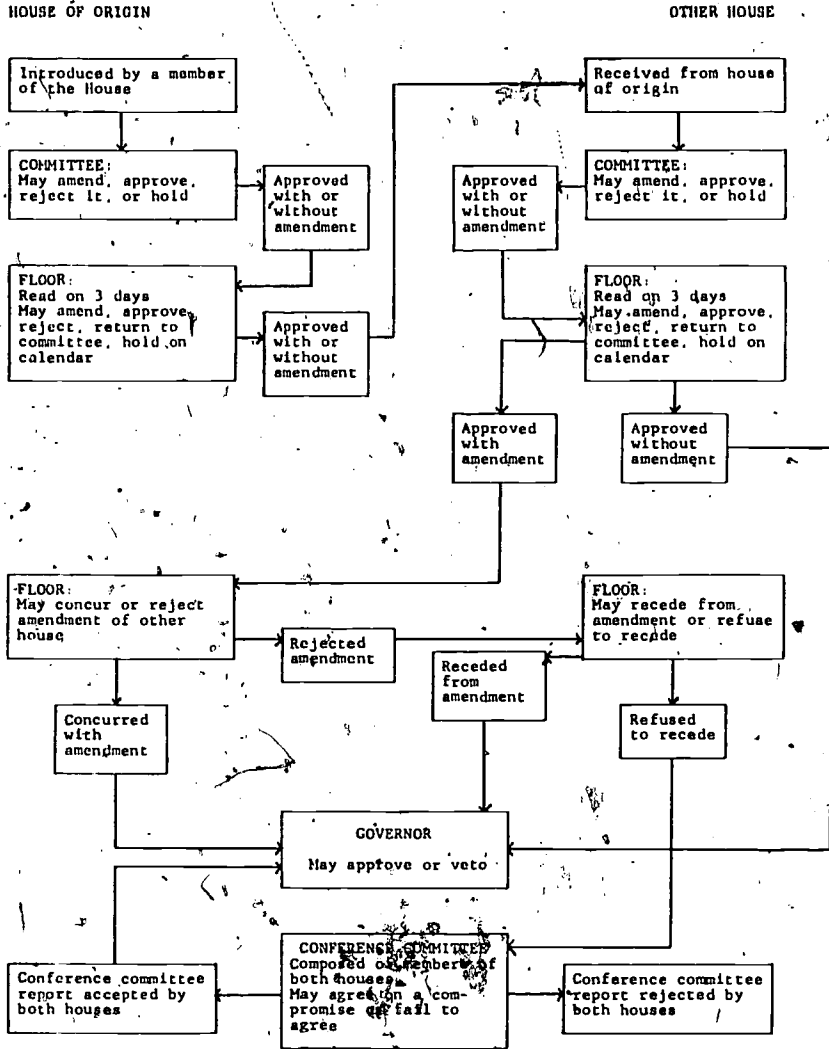 HOUSE OF ORIGIN
OTHER HOUSE
Introduced by a member
of the House
Received from house
of origin
COMMITTEE:
May amend, approve,
reject it, or hold
Approved
with or
without
amendment
Approved
with or
without
amendment
COMMITTEE:
May amend, approve,
reject it, or hold
FLOOR:
Read on 3 days
May amend, approve,
reject, return to
committee, hold on
calendar
Approved
with or
without
amendment
FLOOR:
Read on 3 days
May amend, approve,
reject, return to
committee, hold on
calendar
Approved
with
amendment
Approved
without
amendment
FLOOR:
May concur or reject
amendment of other
house
Rejected
amendment
FLOOR:
May recede from
amendment or refuse
to recede
Receded
from
amendment
Concurred
with
amendment
Refused
to recede
GOVERNOR
May approve or veto
CONFERENCE COMMITTEE
Composed of members of
both houses
May agree on a com-
promise or fail to
agree
Conference committee
report accepted by
both houses
Conference committee
report rejected by
both houses